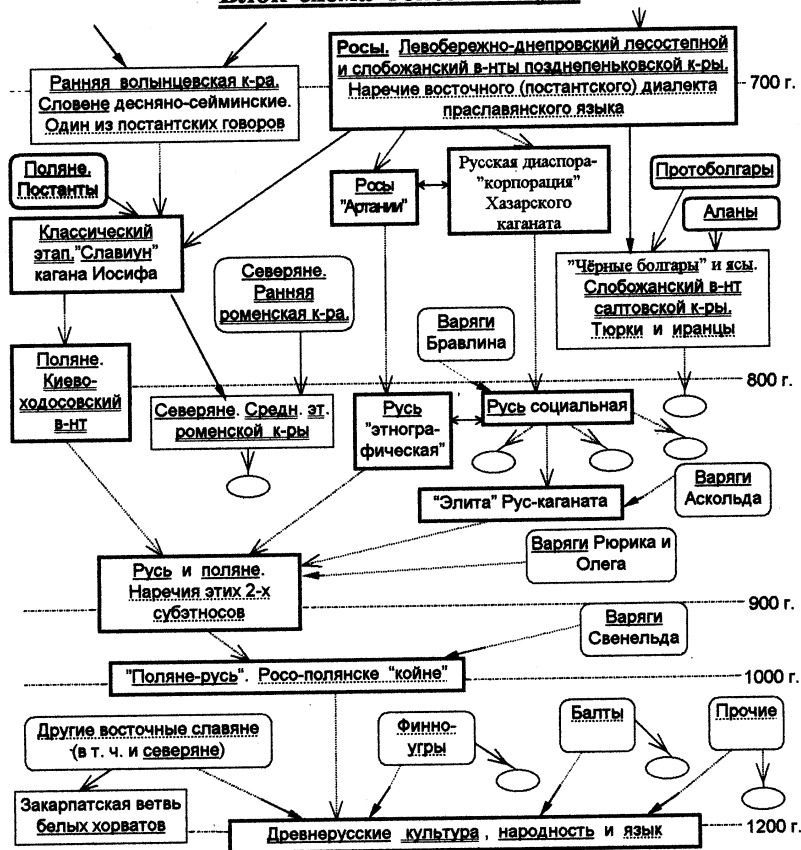 Росы. Левобережно-днепровский лесостепной
и слобожанский в-нты позднепеньковской к-ры.
Наречие восточного (постантского) диалекта
праславянского языка
Ранняя волынцевская к-ра.
Словене десняно-сейминские.
Один из постантских говоров
700 г.
Поляне.
Постанты
Росы
"Артании"
Русская диаспора-
"корпорация"
Хазарского
каганата
Протоболгары
Аланы
Классический
этап."Славиун"
кагана Иосифа
Северяне.
Ранняя
роменская к-ра.
"Чёрные болгары" и ясы.
Слобожанский в-нт
салтовской к-ры.
Тюрки и иранцы
Варяги
Бравлина
Поляне.
Киево-
ходосовский
в-нт
800 г.
Северяне. Средн. эт.
роменской к-ры
Русь
"этногра-
фическая"
Русь социальная
"Элита" Рус-каганата
Варяги
Аскольда
Русь и поляне.
Наречия этих 2-х
субэтносов
Варяги Рюрика и
Олега
900 г.
Варяги
Свенельда
"Поляне-русь". Росо-полянске "койне"
1000 г.
Другие восточные славяне
(в т. ч. и северяне)
Финно-
угры
Балты
Прочие
Закарпатская ветвь
белых хорватов
Древнерусские культура , народность и язык
1200 г.